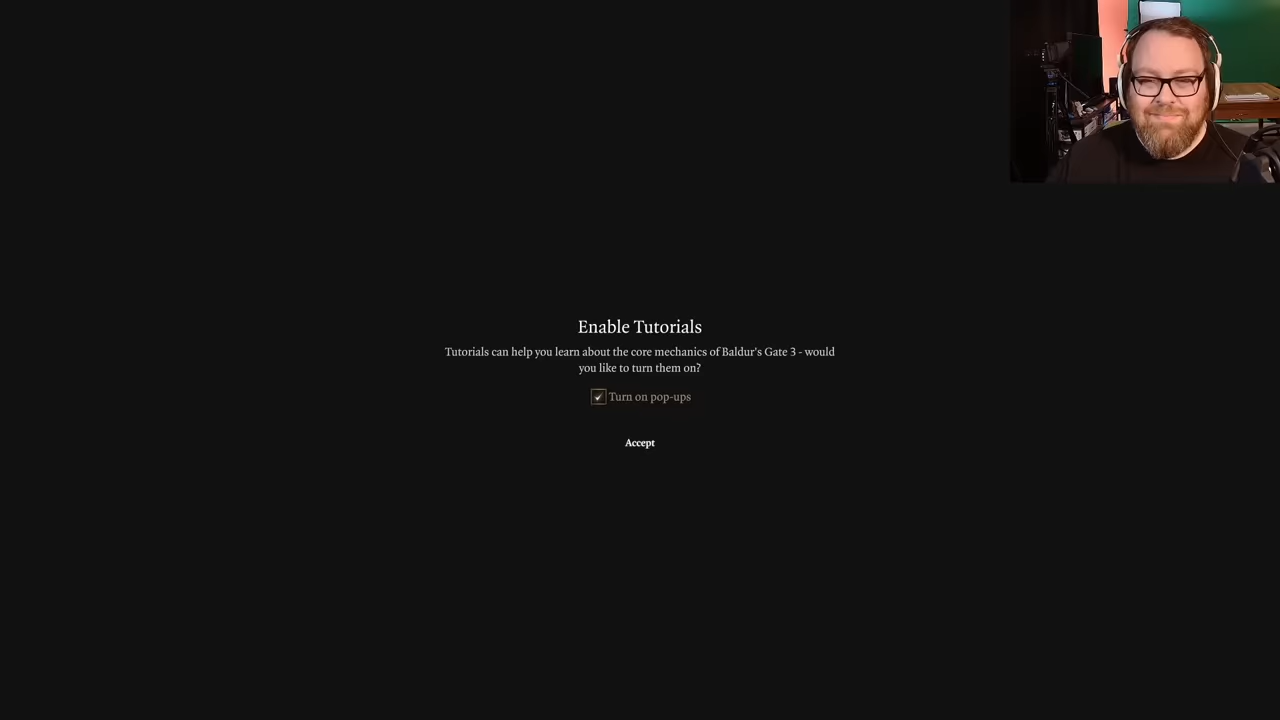 Enable Tutorials
Tutorials can help you learn about the core mechanics of Baldur's Gate 3 - would
you like to turn them on?
Turn on pop-ups
Accept